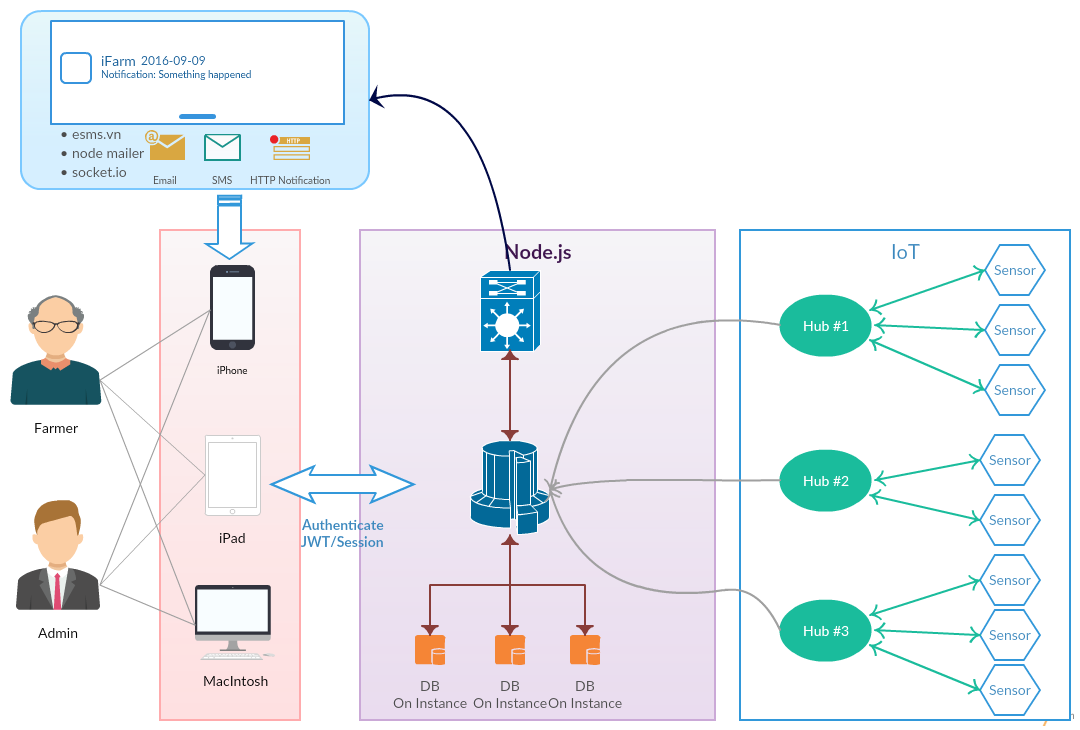 iFarm 2016-09-09
Notification: Something happened
• esms.vn
• node mailer
• socket.io
@
HTTP
Email
SMS
HTTP Notification
Farmer
Admin
iPhone
iPad
MacIntosh
Authenticate
JWT/Session
Node.js
DB
On Instance
DB
On Instance
DB
On Instance
IoT
Hub #1
Sensor
Sensor
Sensor
Hub #2
Sensor
Sensor
Hub #3
Sensor
Sensor
Sensor